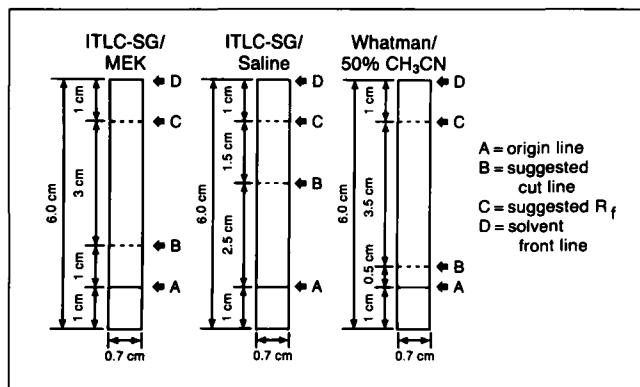 ITLC-SG/
MEK
ITLC-SG/
Saline
Whatman/
50% CH₃CN
D
C
B
A
6.0 cm
1 cm
3 cm
1 cm
1 cm
0.7 cm
D
C
B
A
6.0 cm
1 cm
1.5 cm
2.5 cm
1 cm
0.7 cm
D
C
B
A
6.0 cm
1 cm
3.5 cm
0.5 cm
1 cm
0.7 cm
A = origin line
B = suggested
cut line
C = suggested R_f
D = solvent
front line